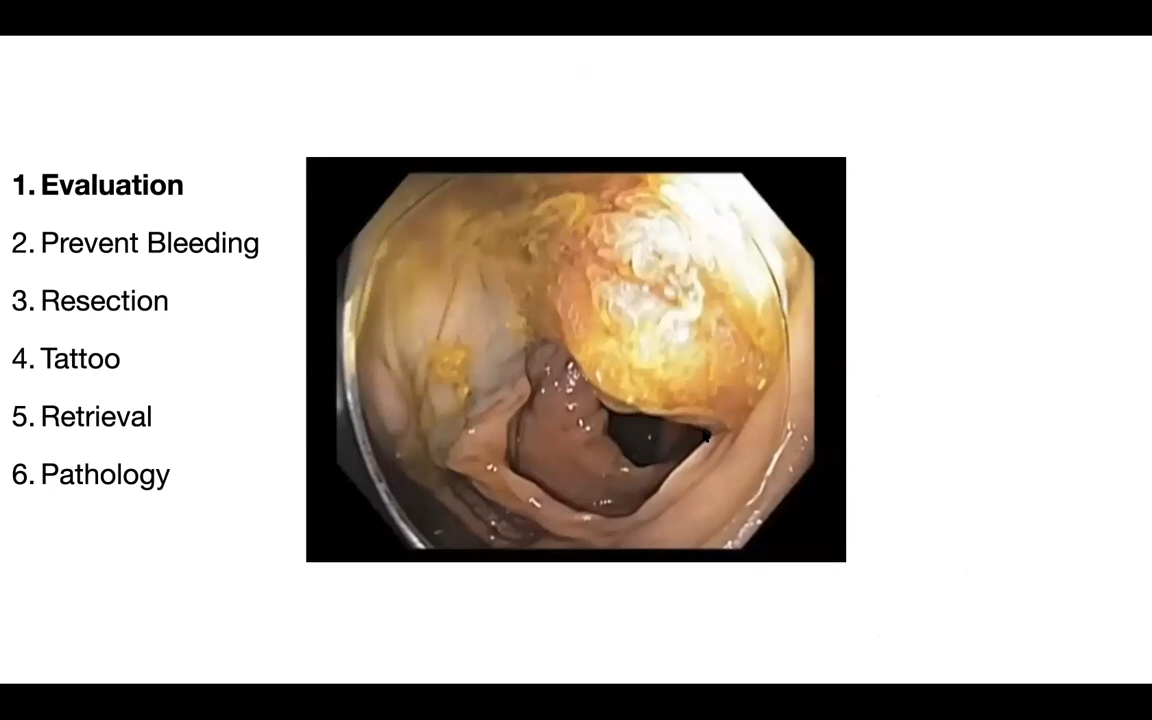 1. Evaluation
2. Prevent Bleeding
3. Resection
4. Tattoo
5. Retrieval
6. Pathology